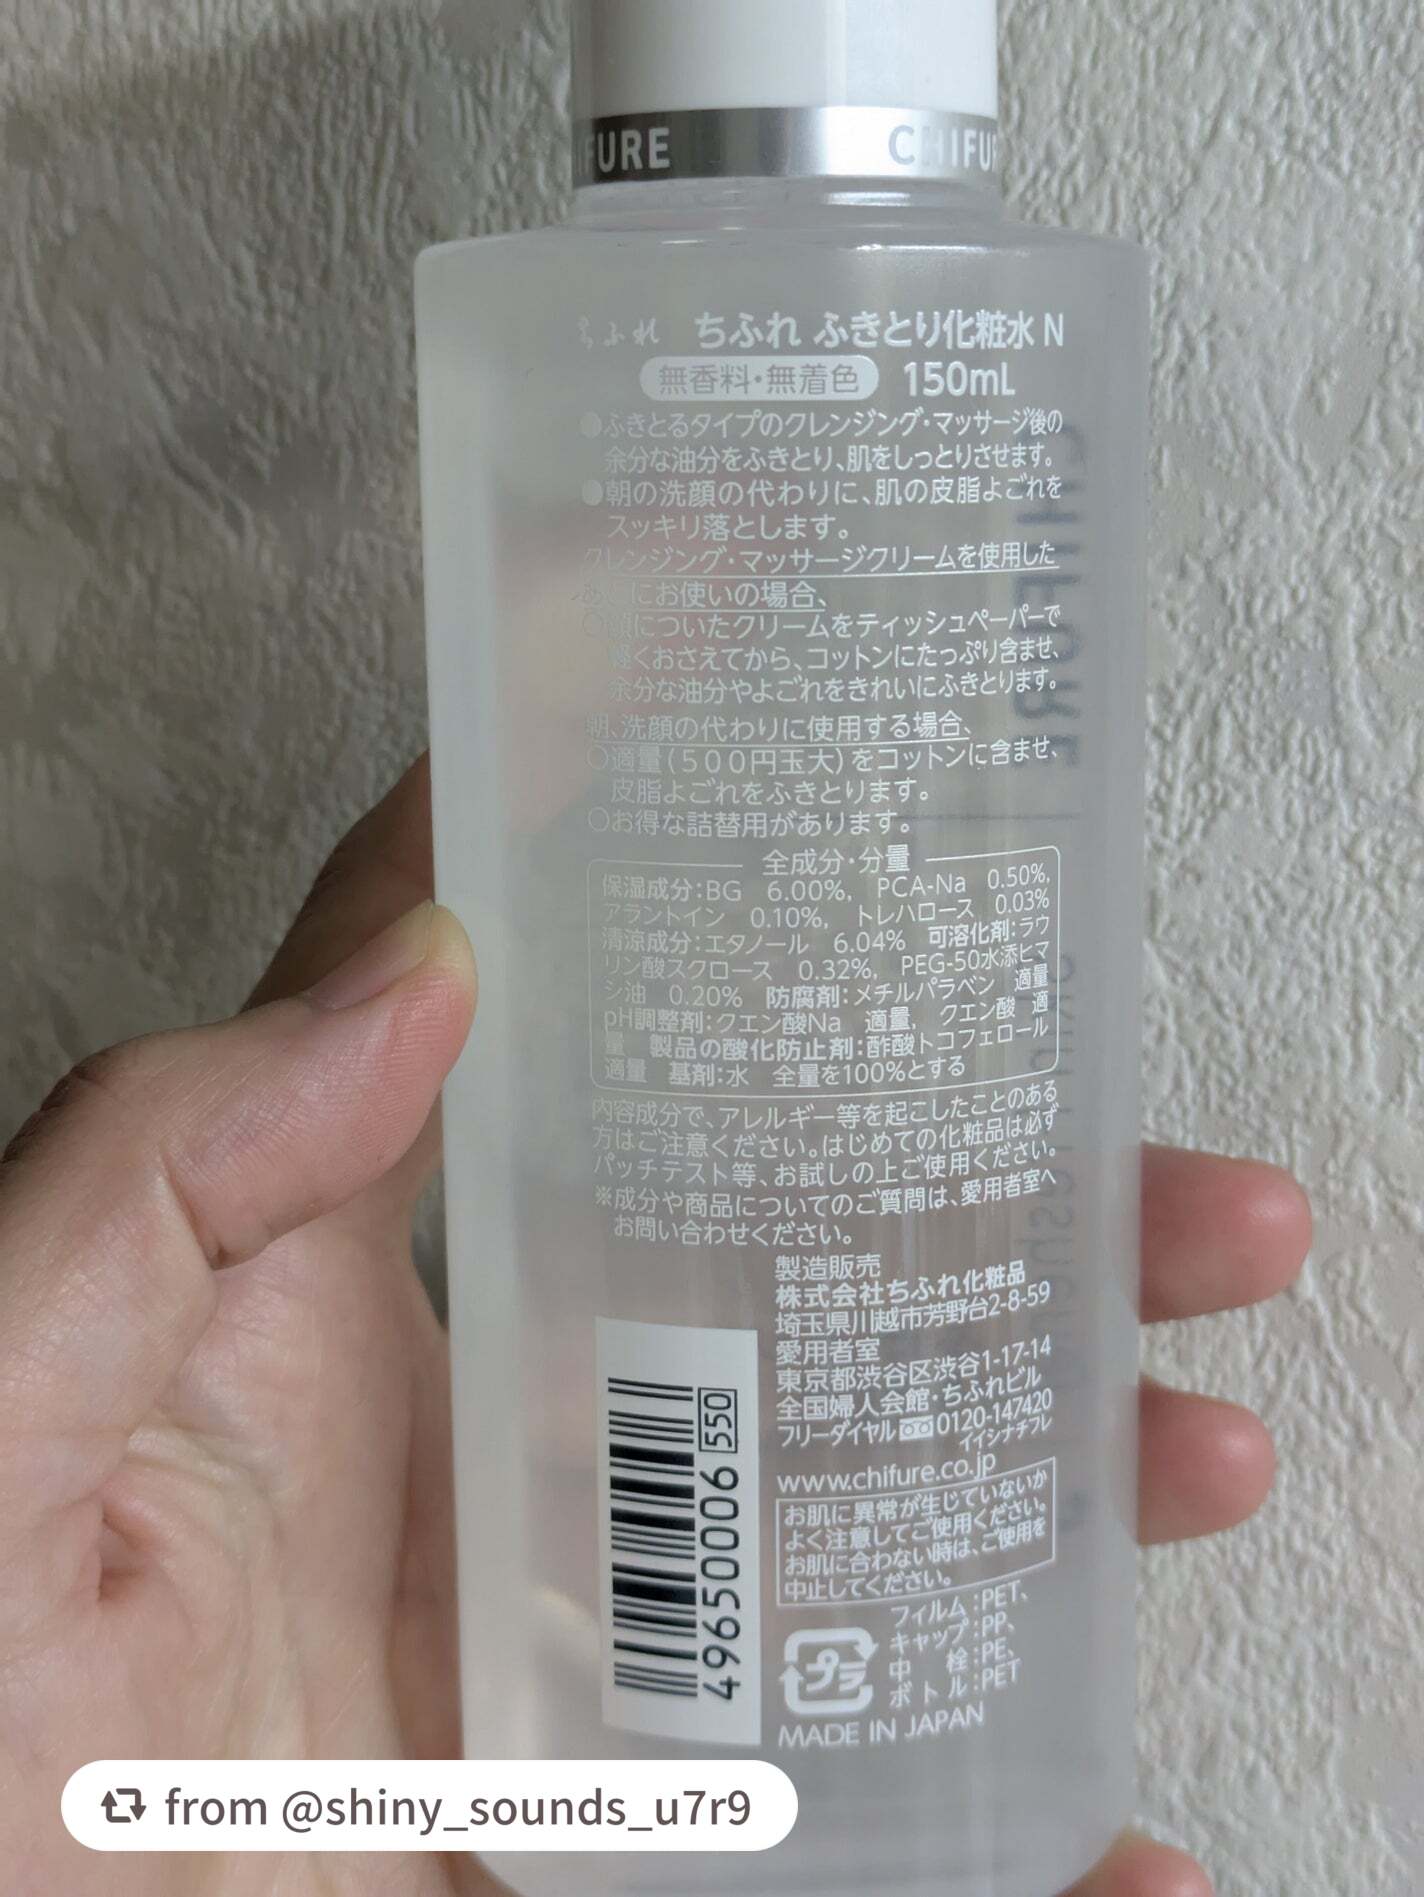 FURE CHIFU
ちふれ ちふれ ふきとり化粧水 N
無香料・無着色 150mL
●ふきとるタイプのクレンジング・マッサージ後の
余分な油分をふきとり、肌をしっとりさせます。
●朝の洗顔の代わりに、肌の皮脂よごれを
スッキリ落とします。
クレンジング・マッサージクリームを使用した
あとにお使いの場合、
○顔についたクリームをティッシュペーパーで
軽くおさえてから、コットンにたっぷり含ませ、
余分な油分やよごれをきれいにふきとります。
朝、洗顔の代わりに使用する場合、
○適量(500円玉大)をコットンに含ませ、
皮脂よごれをふきとります。
○お得な詰替用があります。
全成分・分量
保湿成分:BG 6.00%, PCA-Na 0.50%,
アラントイン 0.10%, トレハロース 0.03%
清涼成分:エタノール 6.04% 可溶化剤:ラウ
リン酸スクロース 0.32%, PEG-50水添ヒマ
シ油 0.20% 防腐剤:メチルパラベン 適量
pH調整剤:クエン酸Na 適量, クエン酸 適
量 製品の酸化防止剤:酢酸トコフェロール
適量 基剤:水 全量を100%とする
内容成分で、アレルギー等を起こしたことのある
方はご注意ください。はじめての化粧品は必ず
パッチテスト等、お試しの上ご使用ください。
※成分や商品についてのご質問は、愛用者室へ
お問い合わせください。
製造販売
株式会社ちふれ化粧品
埼玉県川越市芳野台2-8-59
愛用者室
東京都渋谷区渋谷1-17-14
全国婦人会館・ちふれビル
フリーダイヤル 0120-147420
イイシナチフレ
www.chifure.co.jp
お肌に異常が生じていないか
よく注意してご使用ください。
お肌に合わない時は、ご使用を
中止してください。
フィルム:PET、
キャップ:PP、
中栓:PE、
ボトル:PET
プラ
MADE IN JAPAN
49650006 550
from @shiny_sounds_u7r9